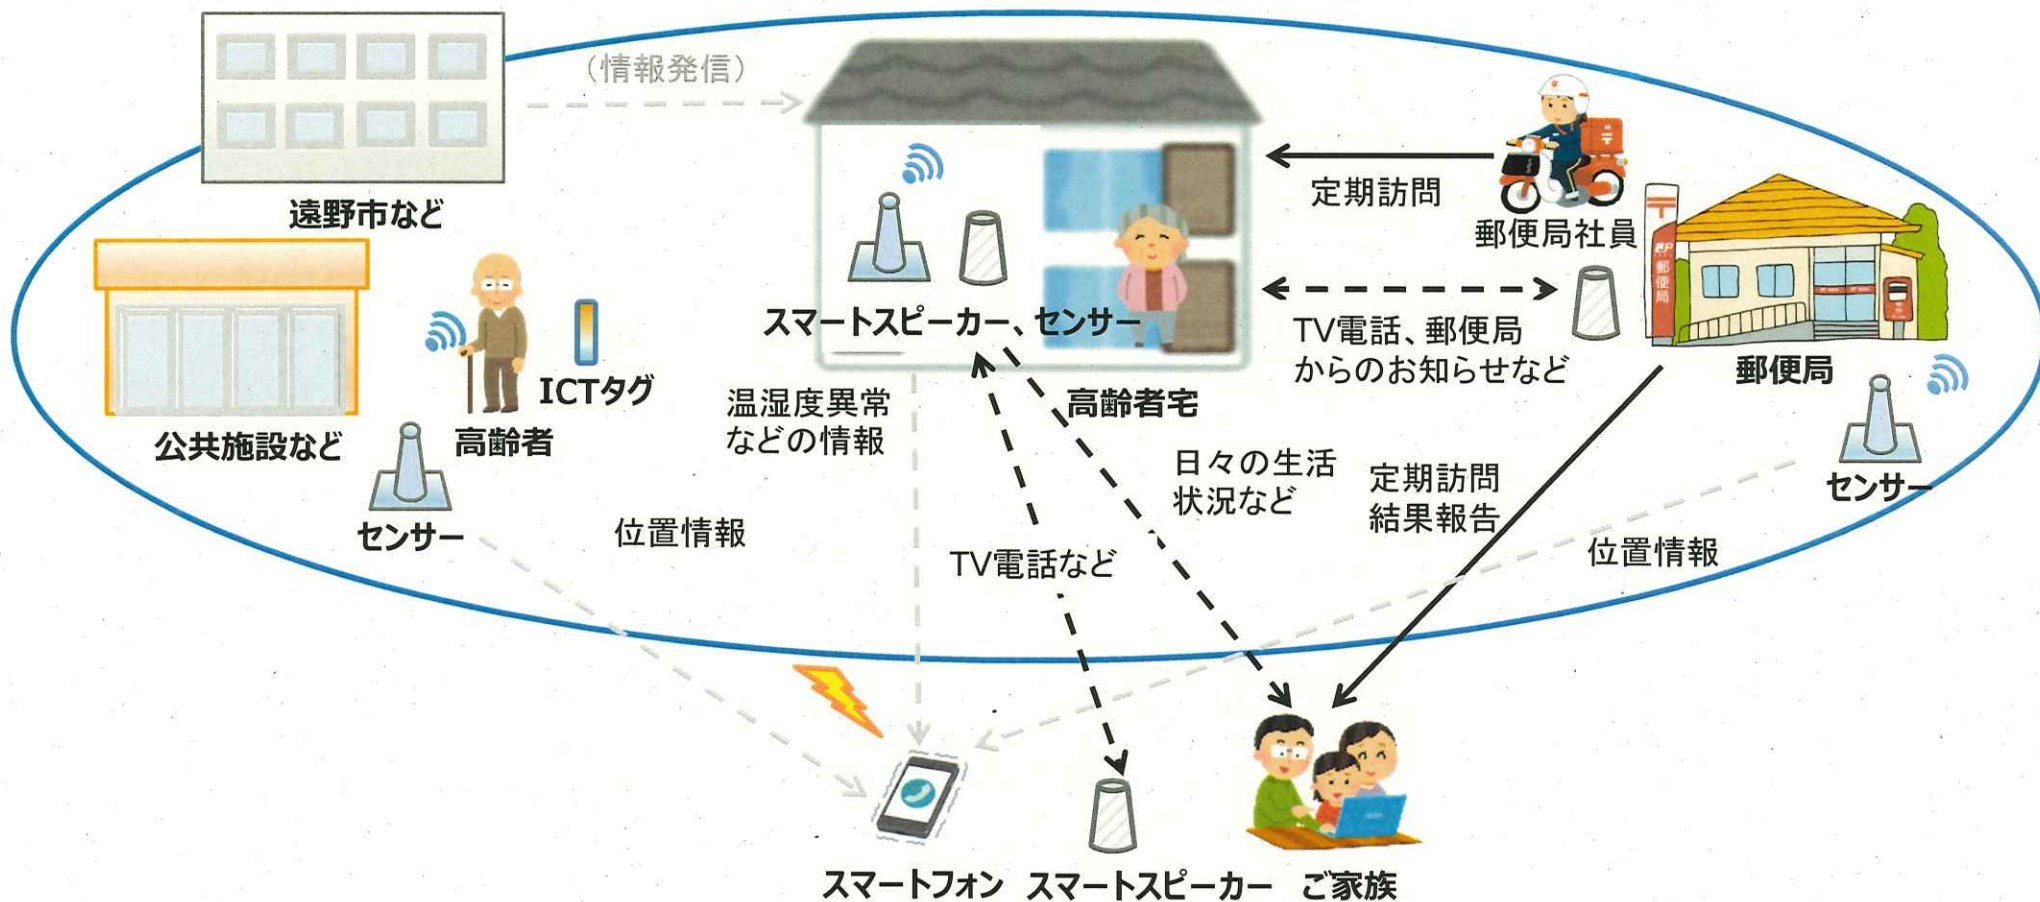 (情報発信)
遠野市など
定期訪問
郵便局社員
郵便局
スマートスピーカー、センサー
TV電話、郵便局
からのお知らせなど
郵便局
ICTタグ
高齢者
公共施設など
センサー
温湿度異常
などの情報
高齢者宅
日々の生活
状況など
定期訪問
結果報告
センサー
位置情報
TV電話など
位置情報
スマートフォン
スマートスピーカー
ご家族